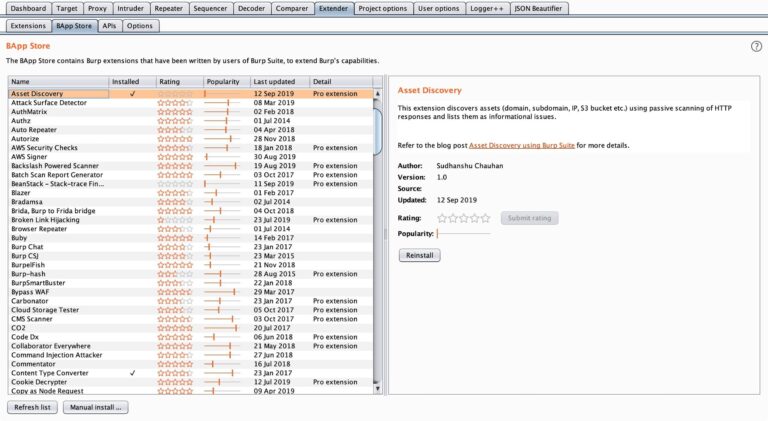 Dashboard Target Proxy Intruder Repeater Sequencer Decoder Comparer Extender Project options User options Logger++ JSON Beautifier
Extensions BApp Store APIs Options
BApp Store
?
The BApp Store contains Burp extensions that have been written by users of Burp Suite, to extend Burp's capabilities.
Name Installed Rating Popularity Last updated Detail
Asset Discovery ✓ 12 Sep 2019 Pro extension
Attack Surface Detector 08 Mar 2019
AuthMatrix 02 Feb 2018
Authz 01 Jul 2014
Auto Repeater 04 Apr 2018
Autorize 28 Nov 2018
AWS Security Checks 18 Jan 2018 Pro extension
AWS Signer 30 Aug 2019
Backslash Powered Scanner 19 Aug 2019 Pro extension
Batch Scan Report Generator 03 Oct 2017 Pro extension
BeanStack - Stack-trace Fin... 11 Sep 2019 Pro extension
Blazer 01 Feb 2017
Bradamsa 02 Jul 2014
Brida, Burp to Frida bridge 04 Oct 2018
Broken Link Hijacking 23 Jul 2019 Pro extension
Browser Repeater 01 Jul 2014
Buby 14 Feb 2017
Burp Chat 23 Jan 2017
Burp CSJ 23 Mar 2015
BurpelFish 21 Nov 2018
Burp-hash 28 Aug 2015 Pro extension
BurpSmartBuster 22 Jan 2018
Bypass WAF 29 Mar 2017
Carbonator 23 Jan 2017 Pro extension
Cloud Storage Tester 05 Oct 2017 Pro extension
CMS Scanner 03 Oct 2017 Pro extension
CO2 20 Jul 2017
Code Dx 06 Jun 2018 Pro extension
Collaborator Everywhere 21 May 2018 Pro extension
Command Injection Attacker 27 Jun 2018
Commentator 16 Jul 2018
Content Type Converter ✓ 23 Jan 2017
Cookie Decrypter 12 Jul 2019 Pro extension
Copy as Node Request 09 Apr 2019
Asset Discovery
This extension discovers assets (domain, subdomain, IP, S3 bucket etc.) using passive scanning of HTTP
responses and lists them as informational issues.
Refer to the blog post Asset Discovery using Burp Suite for more details.
Author: Sudhanshu Chauhan
Version: 1.0
Source:
Updated: 12 Sep 2019
Rating: Submit rating
Popularity:
Reinstall
Refresh list Manual install ...